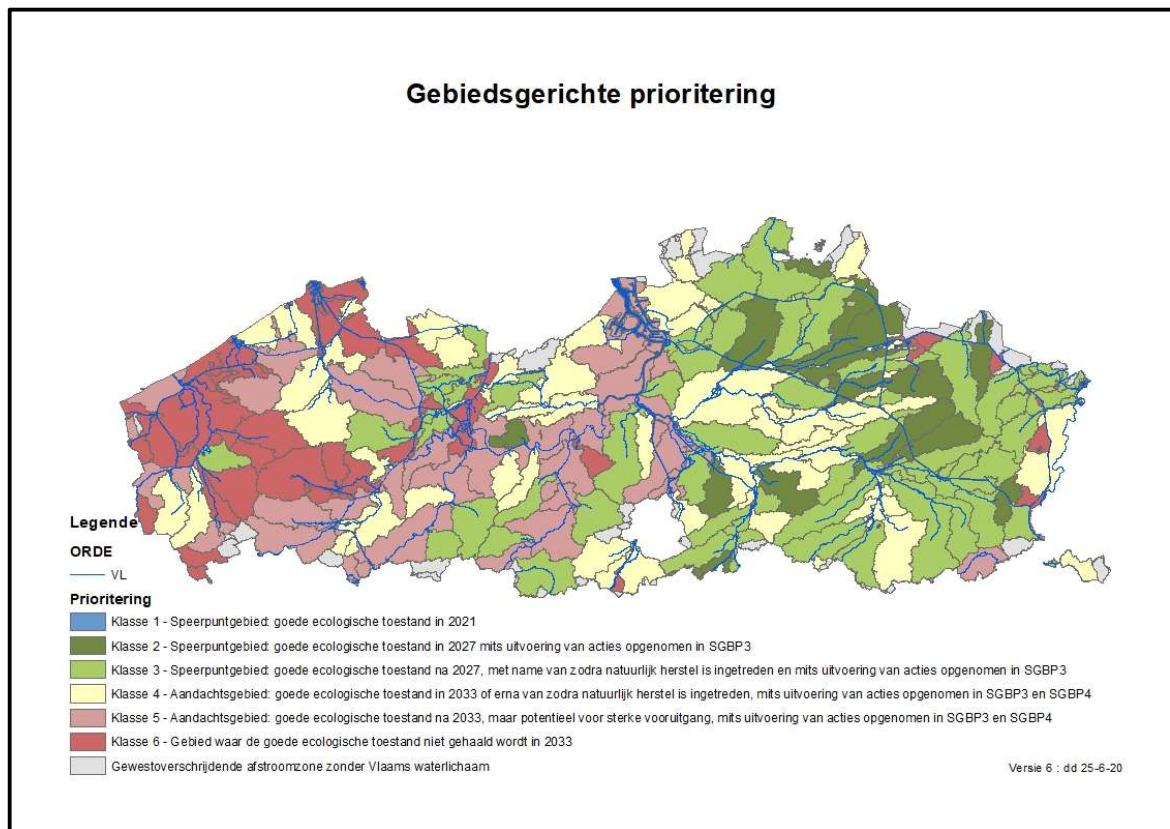 Gebiedsgerichte prioritering
Legende
ORDE
VL
Prioritering
Klasse 1 - Speerpuntgebied: goede ecologische toestand in 2021
Klasse 2 - Speerpuntgebied: goede ecologische toestand in 2027 mits uitvoering van acties opgenomen in SGBP3
Klasse 3 - Speerpuntgebied: goede ecologische toestand na 2027, met name van zodra natuurlijk herstel is ingetreden en mits uitvoering van acties opgenomen in SGBP3
Klasse 4 - Aandachtsgebied: goede ecologische toestand in 2033 of erna van zodra natuurlijk herstel is ingetreden, mits uitvoering van acties opgenomen in SGBP3 en SGBP4
Klasse 5 - Aandachtsgebied: goede ecologische toestand na 2033, maar potentieel voor sterke vooruitgang, mits uitvoering van acties opgenomen in SGBP3 en SGBP4
Klasse 6 - Gebied waar de goede ecologische toestand niet gehaald wordt in 2033
Gewestoverschrijdende afstroomzone zonder Vlaams waterlichaam
Versie 6 : dd 25-6-20